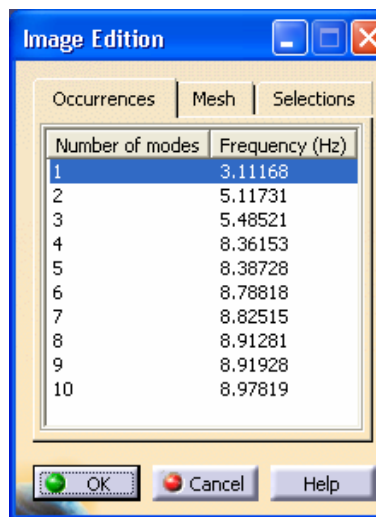 Image Edition
Occurrences Mesh Selections
Number of modes Frequency (Hz)
1 3.11168
2 5.11731
3 5.48521
4 8.36153
5 8.38728
6 8.78818
7 8.82515
8 8.91281
9 8.91928
10 8.97819
OK Cancel Help